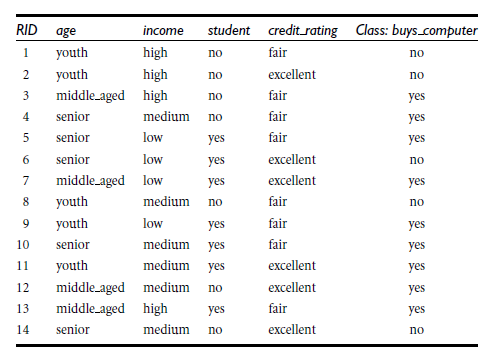 RID age income student credit_rating Class: buys_computer
1 youth high no fair no
2 youth high no excellent no
3 middle_aged high no fair yes
4 senior medium no fair yes
5 senior low yes fair yes
6 senior low yes excellent no
7 middle_aged low yes excellent yes
8 youth medium no fair no
9 youth low yes fair yes
10 senior medium yes fair yes
11 youth medium yes excellent yes
12 middle_aged medium no excellent yes
13 middle_aged high yes fair yes
14 senior medium no excellent no